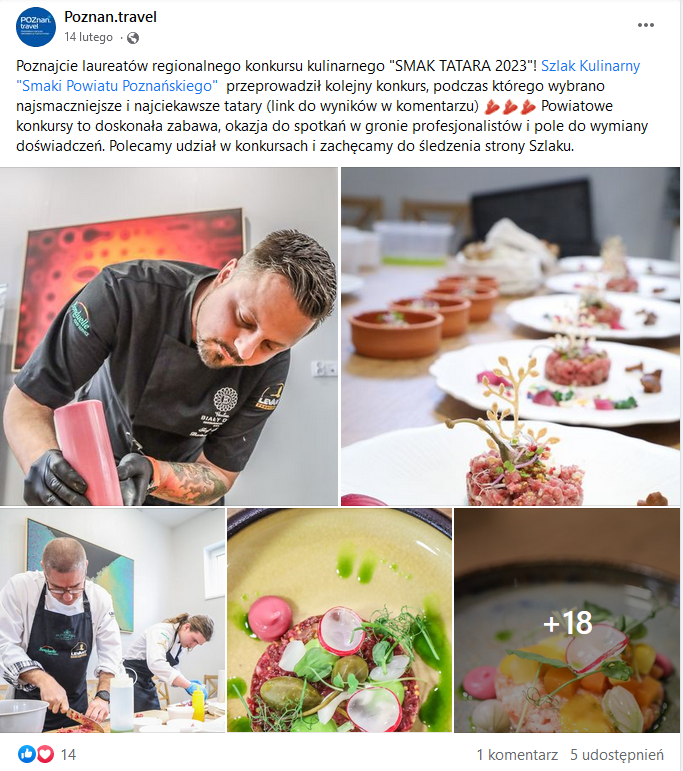 POZnan.
travel
Poznan.travel
14 lutego ·
Poznajcie laureatów regionalnego konkursu kulinarnego "SMAK TATARA 2023"! Szlak Kulinarny
"Smaki Powiatu Poznańskiego" przeprowadził kolejny konkurs, podczas którego wybrano
najsmaczniejsze i najciekawsze tatary (link do wyników w komentarzu) 🌶🌶🌶 Powiatowe
konkursy to doskonała zabawa, okazja do spotkań w gronie profesjonalistów i pole do wymiany
doświadczeń. Polecamy udział w konkursach i zachęcamy do śledzenia strony Szlaku.
BIAŁY
+18
14
1 komentarz 5 udostępnień